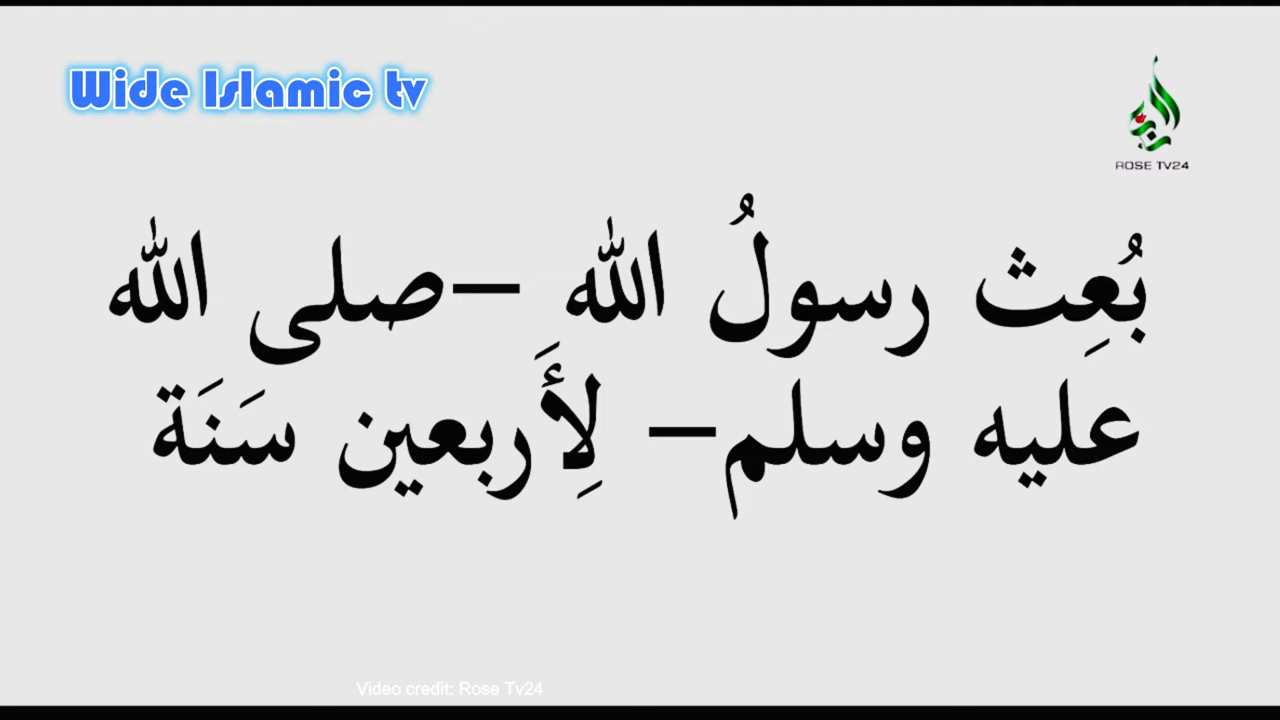 Wide Islamic tv
ROSE TV24
بُعِث رسولُ الله –صلى الله
عليه وسلم– لِأَربعين سَنَة
Video credit: Rose Tv24